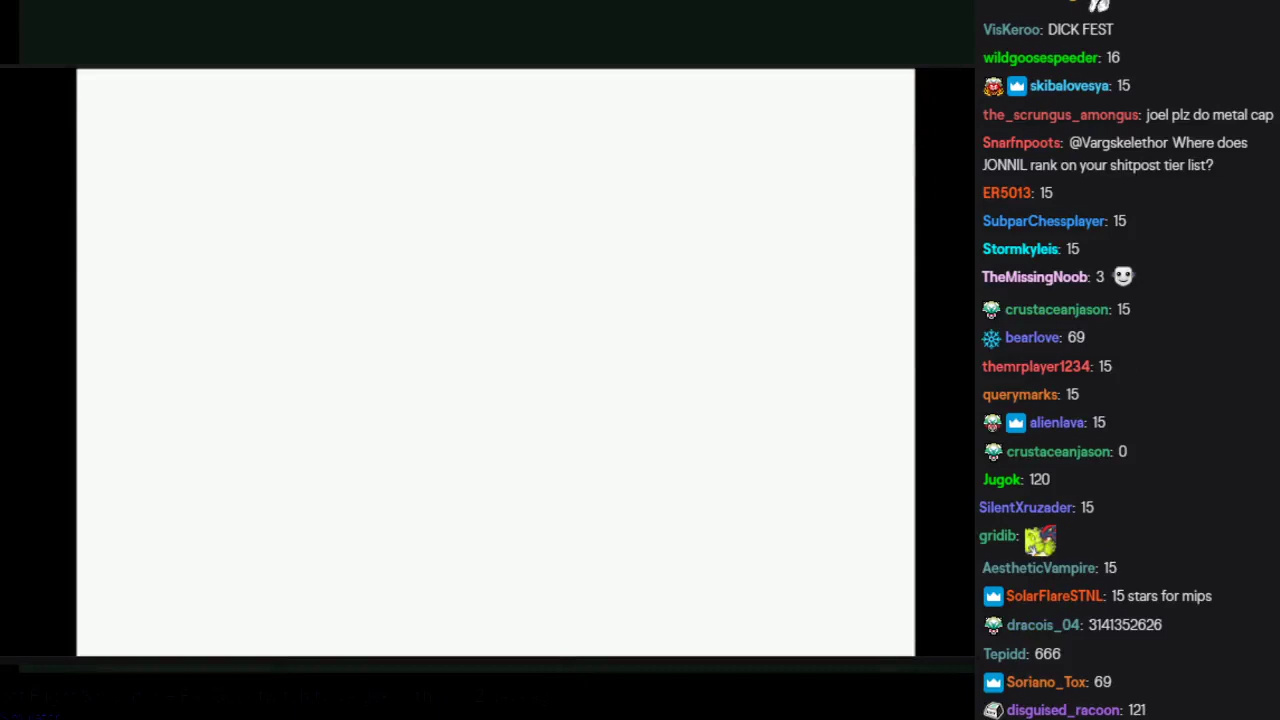 VisKeroo: DICK FEST
wildgoosespeeder: 16
skibalovesya: 15
the_scrungus_amongus: joel plz do metal cap
Snarfnpoots: @Vargskelethor Where does
JONNIL rank on your shitpost tier list?
ER5013: 15
SubparChessplayer: 15
Stormkyleis: 15
TheMissingNoob: 3
crustaceanjason: 15
bearlove: 69
themrplayer1234: 15
querymarks: 15
alienlava: 15
crustaceanjason: 0
Jugok: 120
SilentXruzader: 15
gridib:
AestheticVampire: 15
SolarFlareSTNL: 15 stars for mips
dracois_04: 3141352626
Tepidd: 666
Soriano_Tox: 69
disguised_racoon: 121